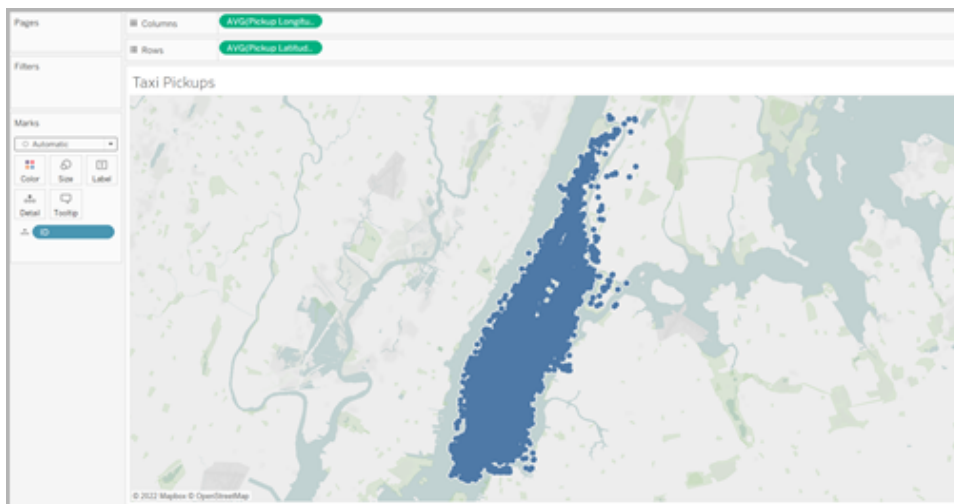 Pages
Columns
AVG(Pickup Longitu..
Rows
AVG(Pickup Latitud..
Filters
Taxi Pickups
Marks
Automatic
Color
Size
Label
Detail
Tooltip
ID
© 2022 Mapbox © OpenStreetMap